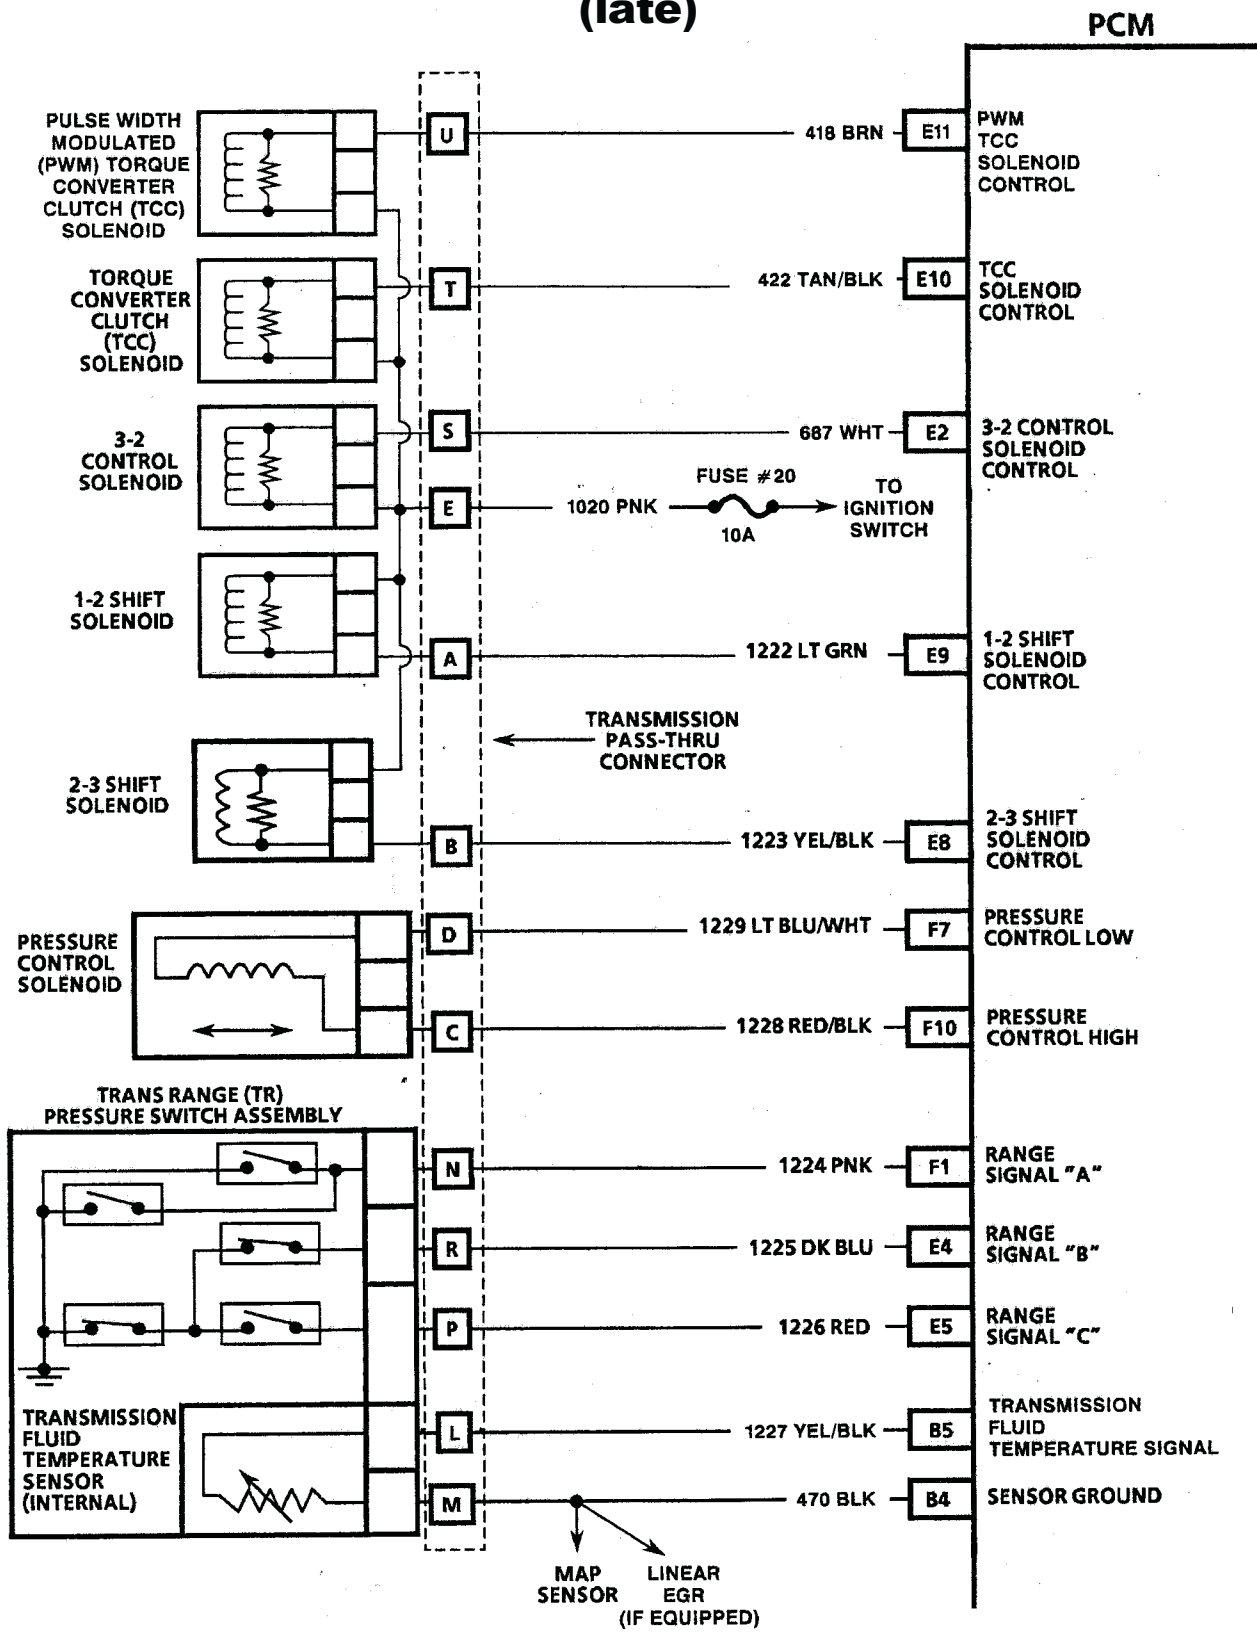 (late)
PCM
PULSE WIDTH
MODULATED
(PWM) TORQUE
CONVERTER
CLUTCH (TCC)
SOLENOID
U
418 BRN
E11
PWM
TCC
SOLENOID
CONTROL
TORQUE
CONVERTER
CLUTCH
(TCC)
SOLENOID
T
422 TAN/BLK
E10
TCC
SOLENOID
CONTROL
3-2
CONTROL
SOLENOID
S
687 WHT
E2
3-2 CONTROL
SOLENOID
CONTROL
E
1020 PNK
FUSE #20
10A
TO
IGNITION
SWITCH
1-2 SHIFT
SOLENOID
A
1222 LT GRN
E9
1-2 SHIFT
SOLENOID
CONTROL
TRANSMISSION
PASS-THRU
CONNECTOR
2-3 SHIFT
SOLENOID
B
1223 YEL/BLK
E8
2-3 SHIFT
SOLENOID
CONTROL
PRESSURE
CONTROL
SOLENOID
D
1229 LT BLU/WHT
F7
PRESSURE
CONTROL LOW
C
1228 RED/BLK
F10
PRESSURE
CONTROL HIGH
TRANS RANGE (TR)
PRESSURE SWITCH ASSEMBLY
N
1224 PNK
F1
RANGE
SIGNAL "A"
R
1225 DK BLU
E4
RANGE
SIGNAL "B"
P
1226 RED
E5
RANGE
SIGNAL "C"
TRANSMISSION
FLUID
TEMPERATURE
SENSOR
(INTERNAL)
L
1227 YEL/BLK
B5
TRANSMISSION
FLUID
TEMPERATURE SIGNAL
M
470 BLK
B4
SENSOR GROUND
MAP
SENSOR
LINEAR
EGR
(IF EQUIPPED)